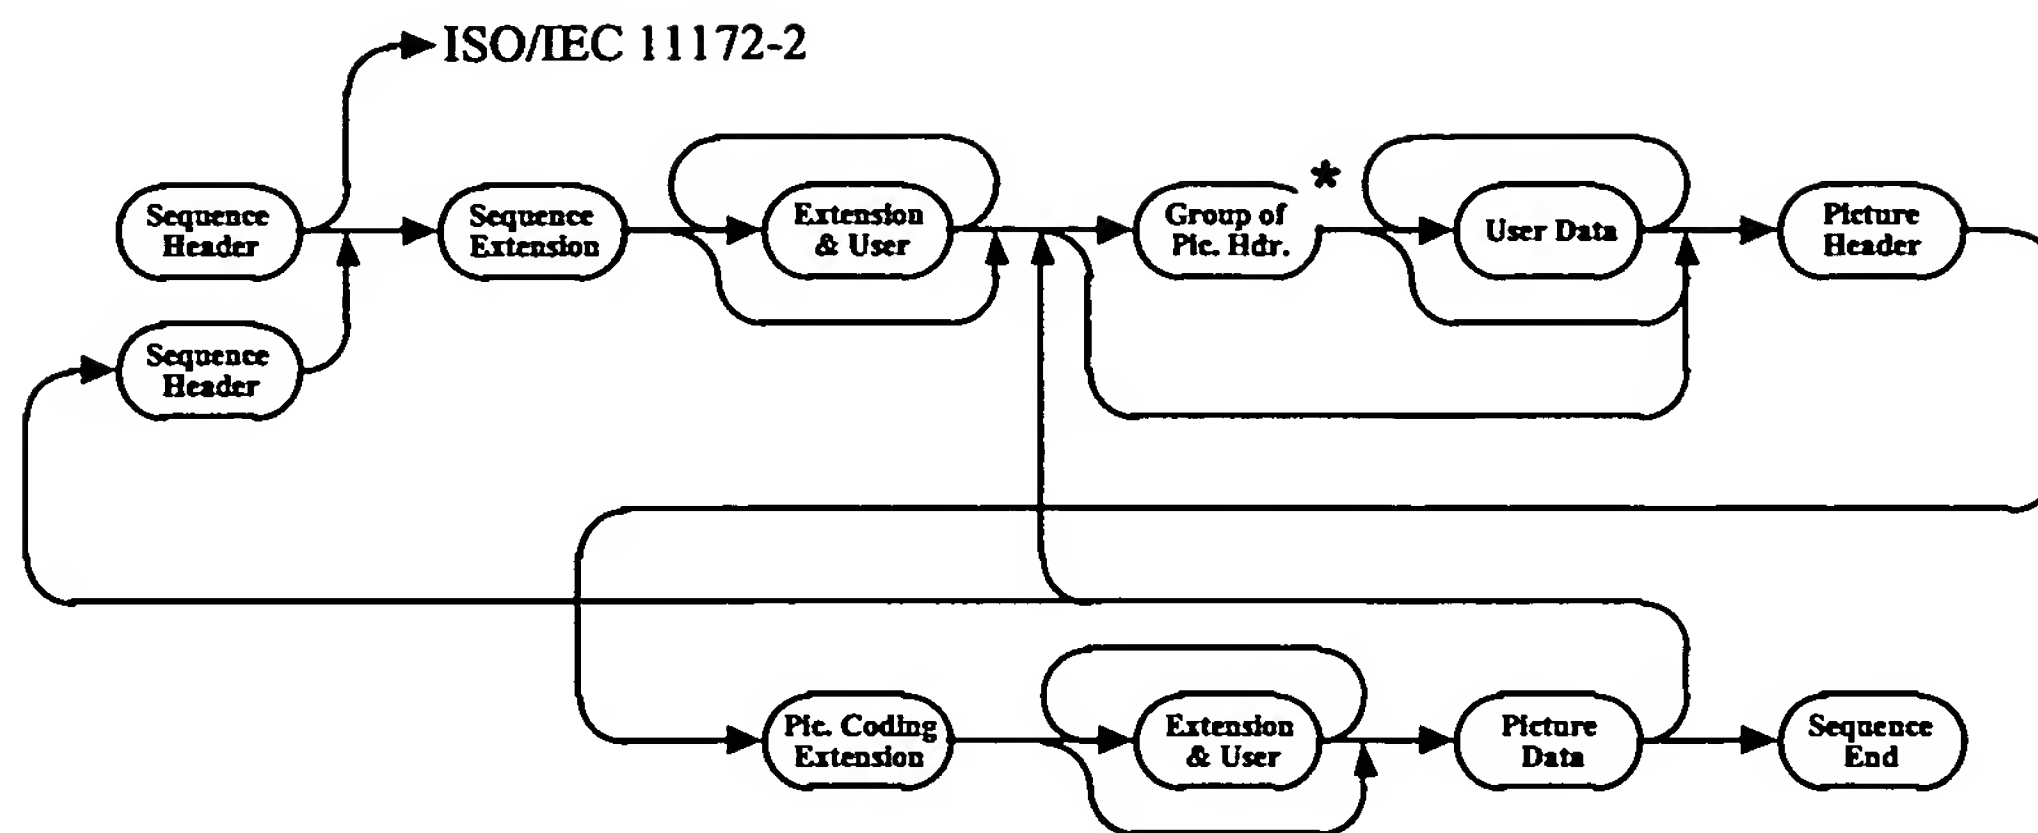 ISO/IEC 11172-2
Sequence
Header
Sequence
Extension
Extension
& User
Group of
Pic. Hdr.
*
User Data
Picture
Header
Sequence
Header
Pic. Coding
Extension
Extension
& User
Picture
Data
Sequence
End